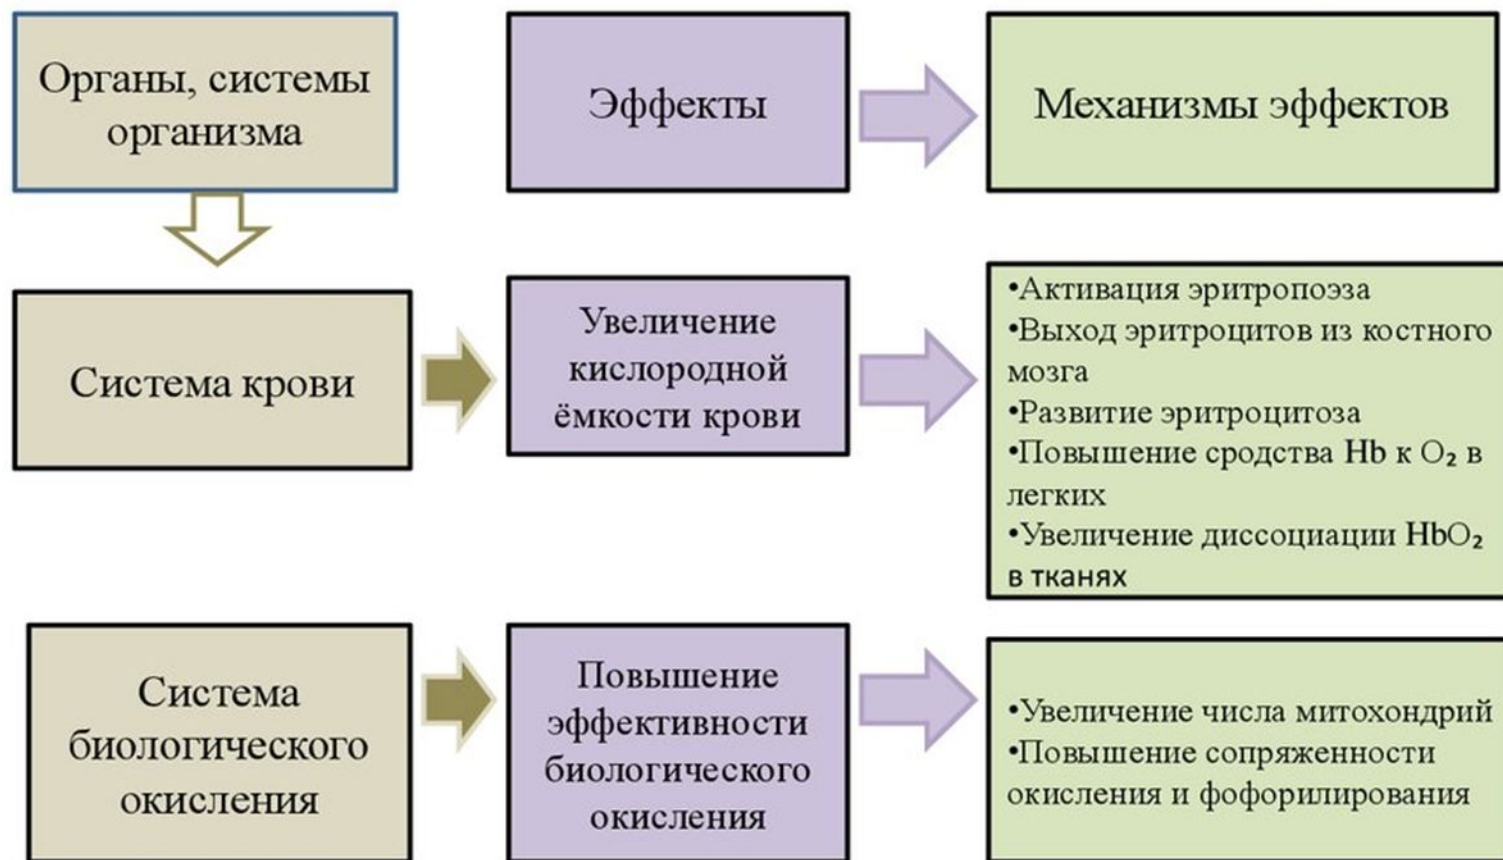 Органы, системы
организма
Эффекты
Механизмы эффектов
Система крови
Увеличение
кислородной
ёмкости крови
•Активация эритропоэза
•Выход эритроцитов из костного
мозга
•Развитие эритроцитоза
•Повышение сродства Hb к O₂ в
легких
•Увеличение диссоциации HbO₂
в тканях
Система
биологического
окисления
Повышение
эффективности
биологического
окисления
•Увеличение числа митохондрий
•Повышение сопряженности
окисления и фофорилирования